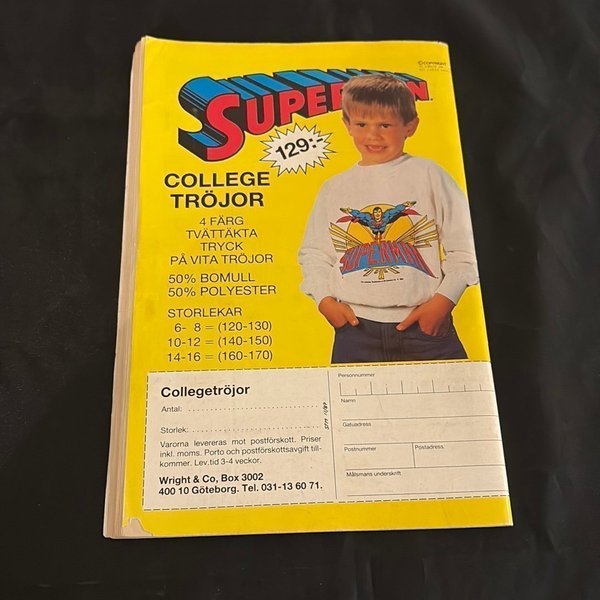 SUPERMAN
129:-
COLLEGE
TRÖJOR
4 FÄRG
TVÄTTÄKTA
TRYCK
PÅ VITA TRÖJOR
50% BOMULL
50% POLYESTER
STORLEKAR
6- 8 = (120-130)
10-12 = (140-150)
14-16 = (160-170)
SUPERMAN
Collegetröjor
Antal:
Storlek:
Varorna levereras mot postförskott. Priser
inkl. moms. Porto och postförskottsavgift till-
kommer. Lev.tid 3-4 veckor.
Wright & Co, Box 3002
400 10 Göteborg. Tel. 031-13 60 71.
Personnummer
Namn
Gatuadress
Postnummer Postadress
Målsmans underskrift